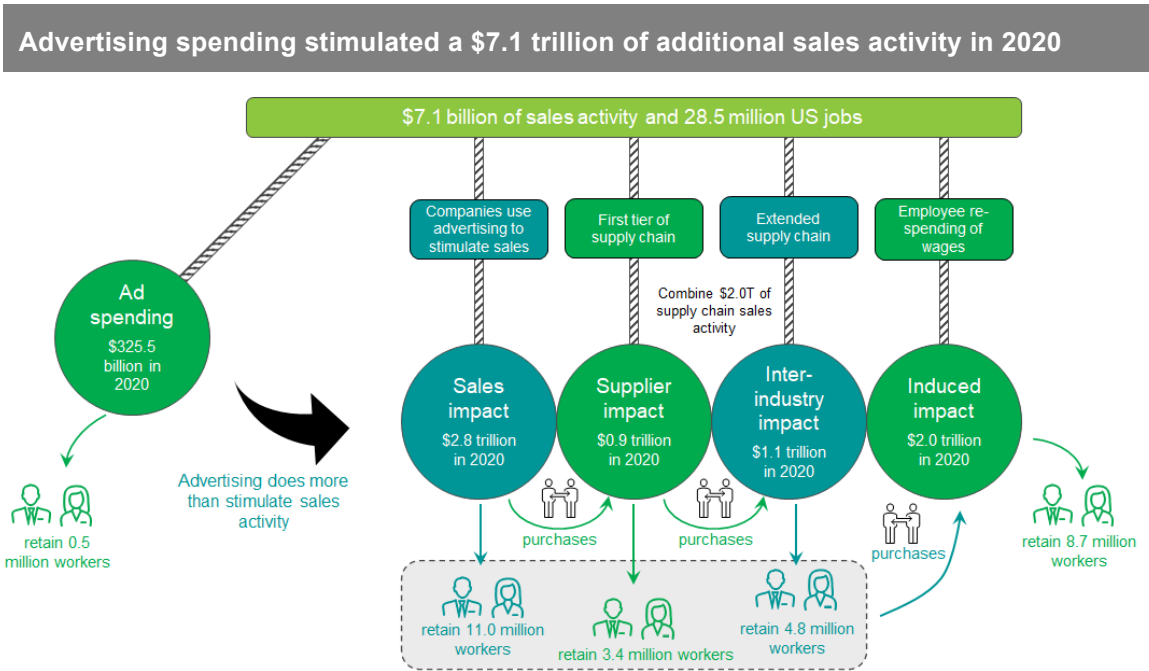 Advertising spending stimulated a $7.1 trillion of additional sales activity in 2020
$7.1 billion of sales activity and 28.5 million US jobs
Companies use
advertising to
stimulate sales
First tier of
supply chain
Extended
supply chain
Employee re-
spending of
wages
Combine $2.0T of
supply chain sales
activity
Ad
spending
$325.5
billion in
2020
Sales
impact
$2.8 trillion
in 2020
Supplier
impact
$0.9 trillion
in 2020
Inter-
industry
impact
$1.1 trillion
in 2020
Induced
impact
$2.0 trillion
in 2020
Advertising does more
than stimulate sales
activity
retain 0.5
million workers
purchases
purchases
purchases
retain 8.7 million
workers
retain 11.0 million
workers
retain 3.4 million workers
retain 4.8 million
workers